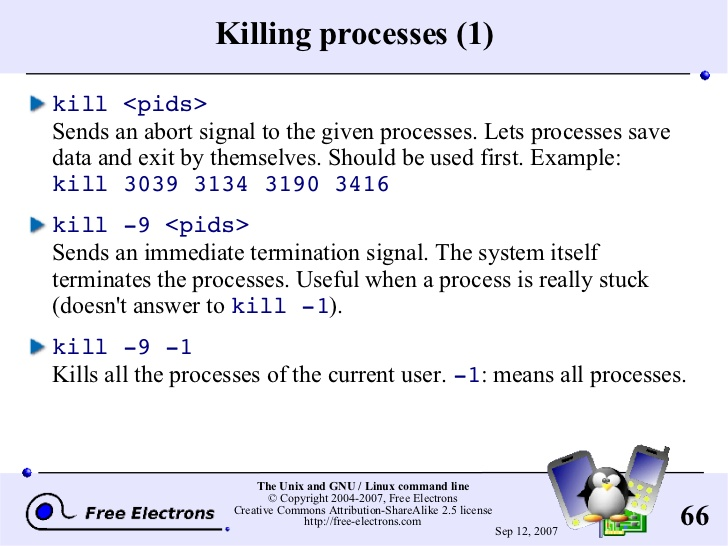 Killing processes (1)
kill <pids>
Sends an abort signal to the given processes. Lets processes save
data and exit by themselves. Should be used first. Example:
kill 3039 3134 3190 3416
kill -9 <pids>
Sends an immediate termination signal. The system itself
terminates the processes. Useful when a process is really stuck
(doesn't answer to kill -1).
kill -9 -1
Kills all the processes of the current user. -1: means all processes.
Free Electrons
The Unix and GNU / Linux command line
© Copyright 2004-2007, Free Electrons
Creative Commons Attribution-ShareAlike 2.5 license
http://free-electrons.com
Sep 12, 2007
66